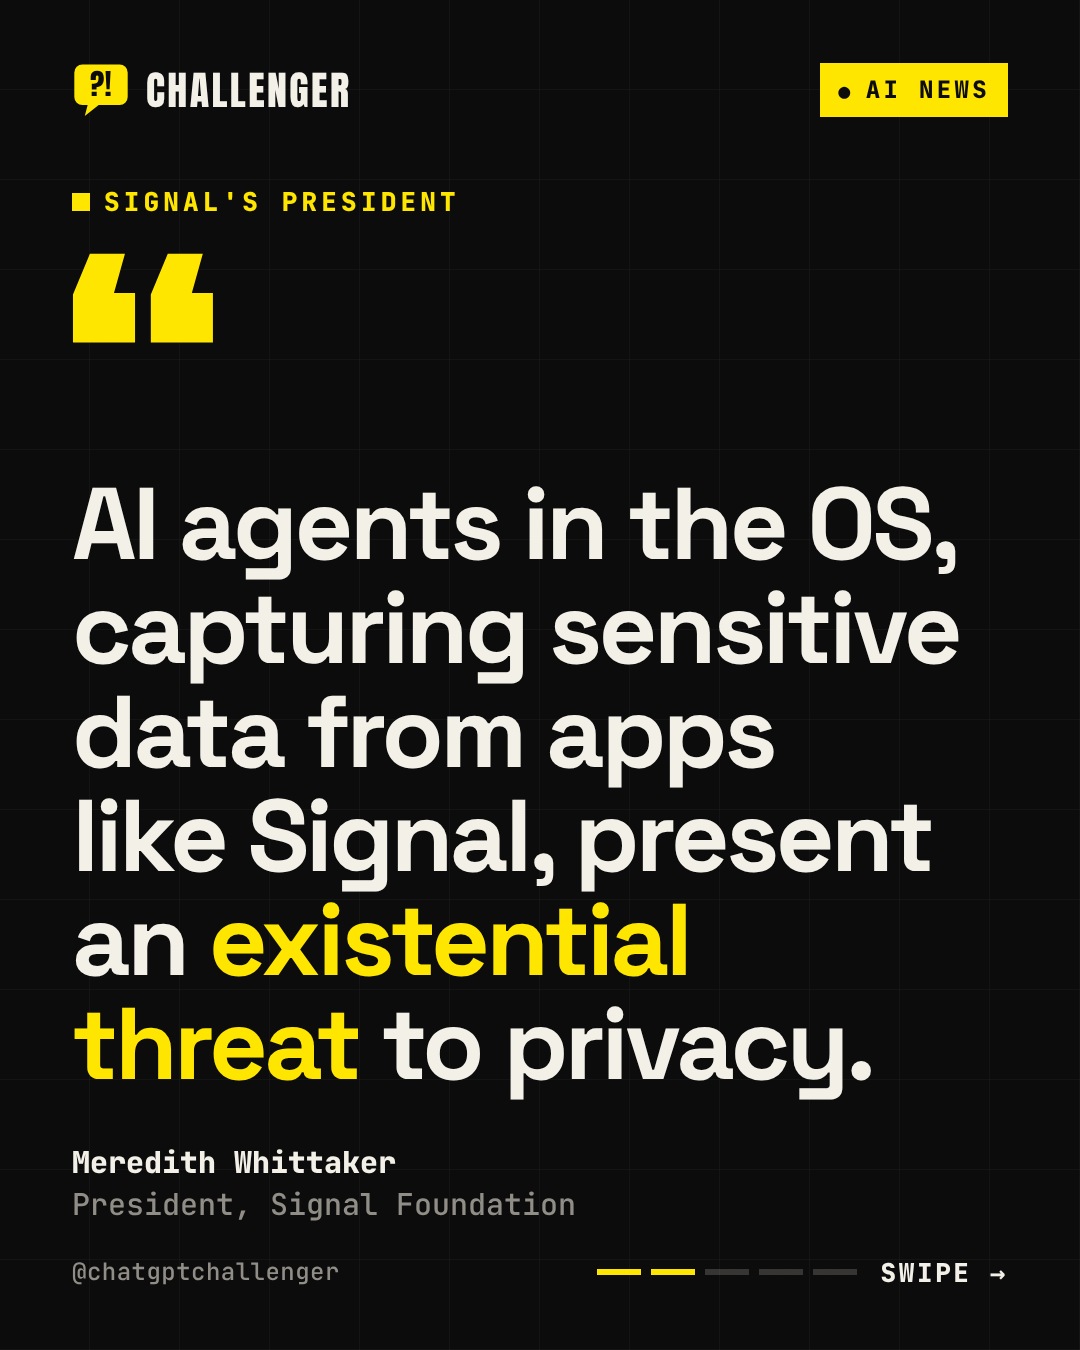 ?! CHALLENGER
● AI NEWS
SIGNAL'S PRESIDENT
“
AI agents in the OS,
capturing sensitive
data from apps
like Signal, present
an existential
threat to privacy.
Meredith Whittaker
President, Signal Foundation
@chatgptchallenger
SWIPE →